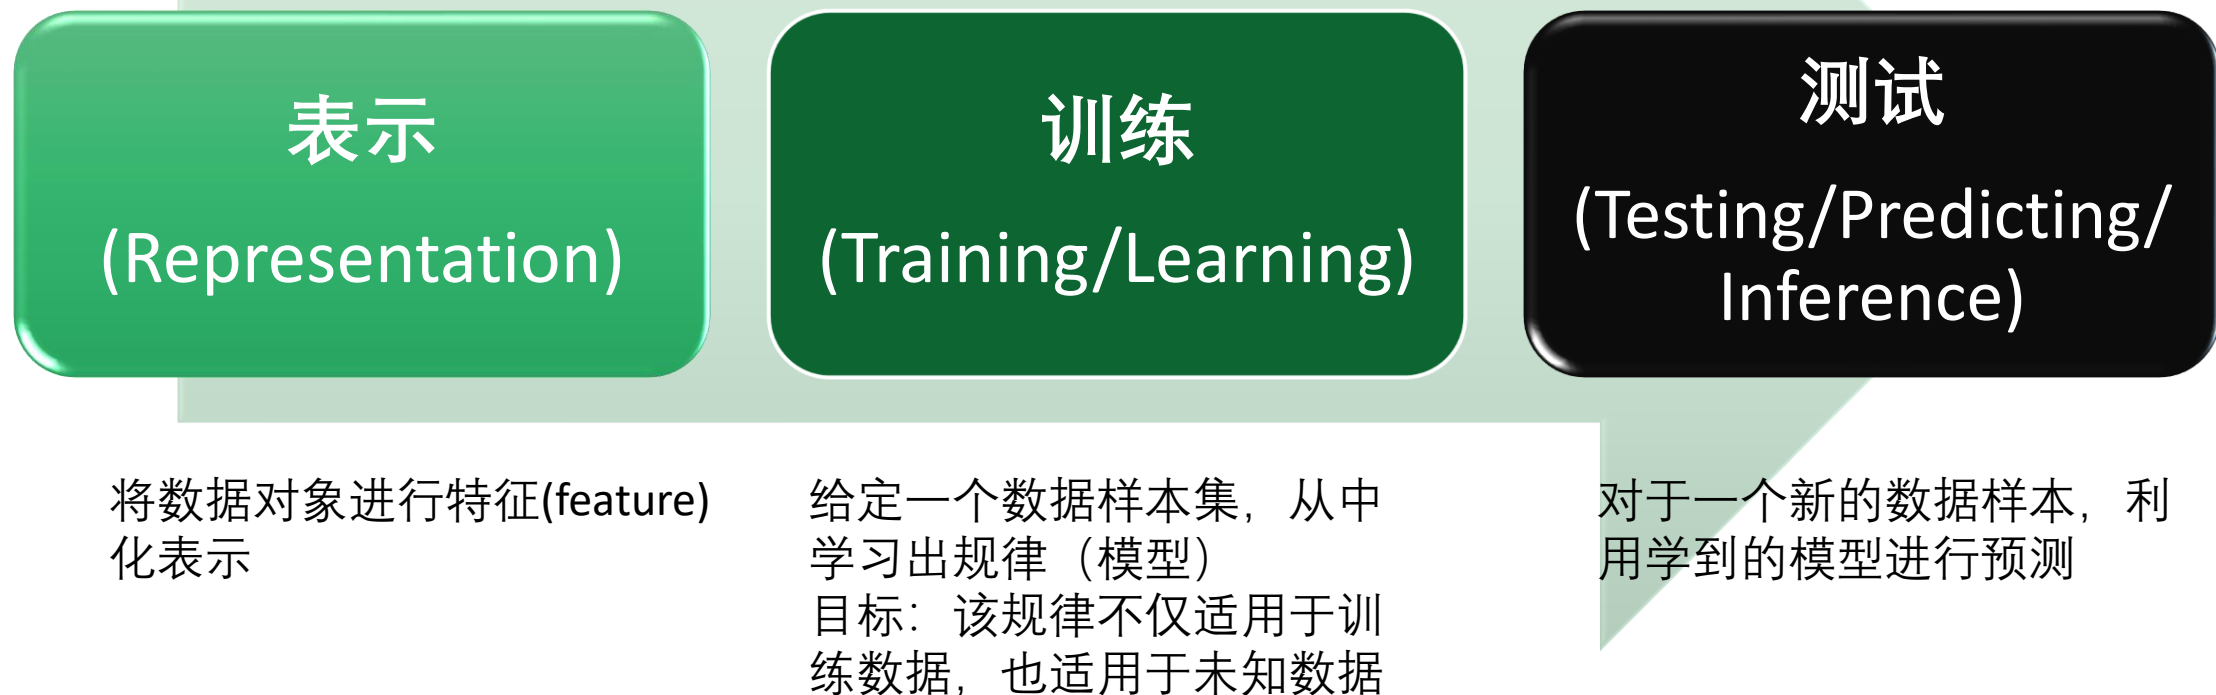 表示
(Representation)
训练
(Training/Learning)
测试
(Testing/Predicting/
Inference)
将数据对象进行特征(feature)
化表示
给定一个数据样本集，从中
学习出规律（模型）
目标：该规律不仅适用于训
练数据，也适用于未知数据
对于一个新的数据样本，利
用学到的模型进行预测